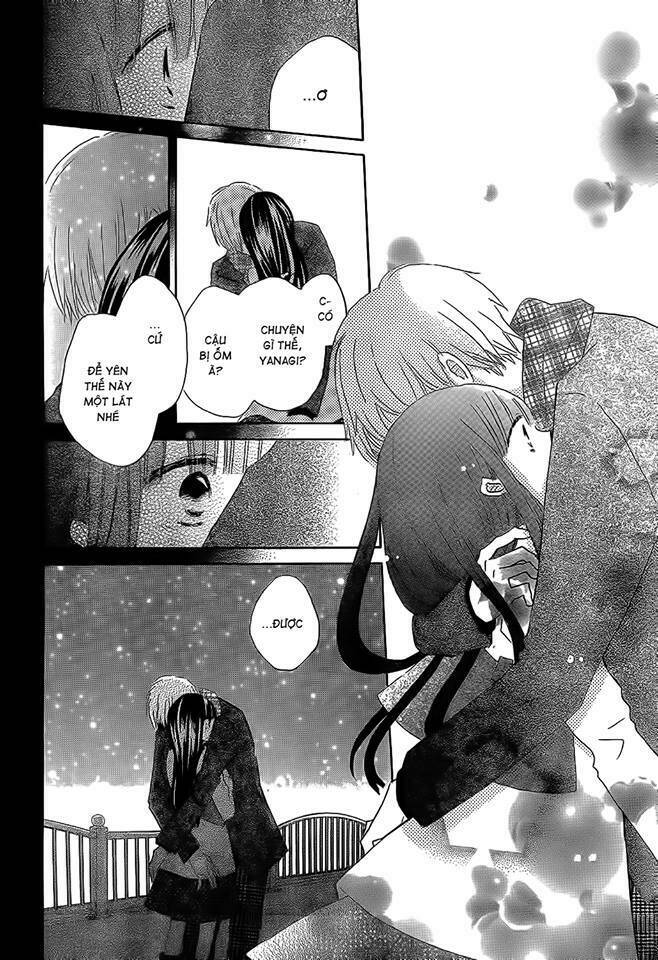 ...Ơ
C-
CÓ
CHUYỆN
GÌ THẾ,
YANAGI?
CẬU
BỊ ỐM
À?
...
CỨ
ĐỂ YÊN
THẾ NÀY
MỘT LÁT
NHÉ
...ĐƯỢC